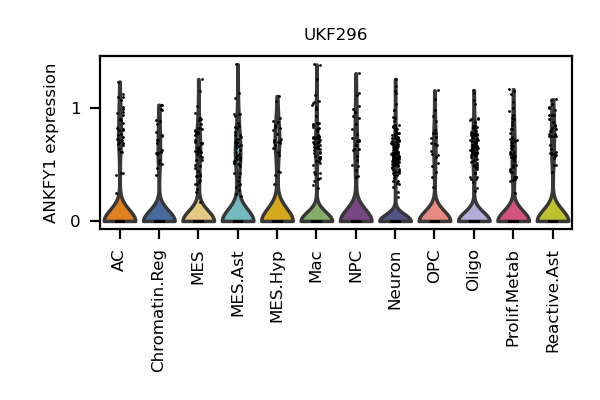 UKF296
ANKFY1 expression
1
0
AC
Chromatin.Reg
MES
MES.Ast
MES.Hyp
Mac
NPC
Neuron
OPC
Oligo
Prolif.Metab
Reactive.Ast